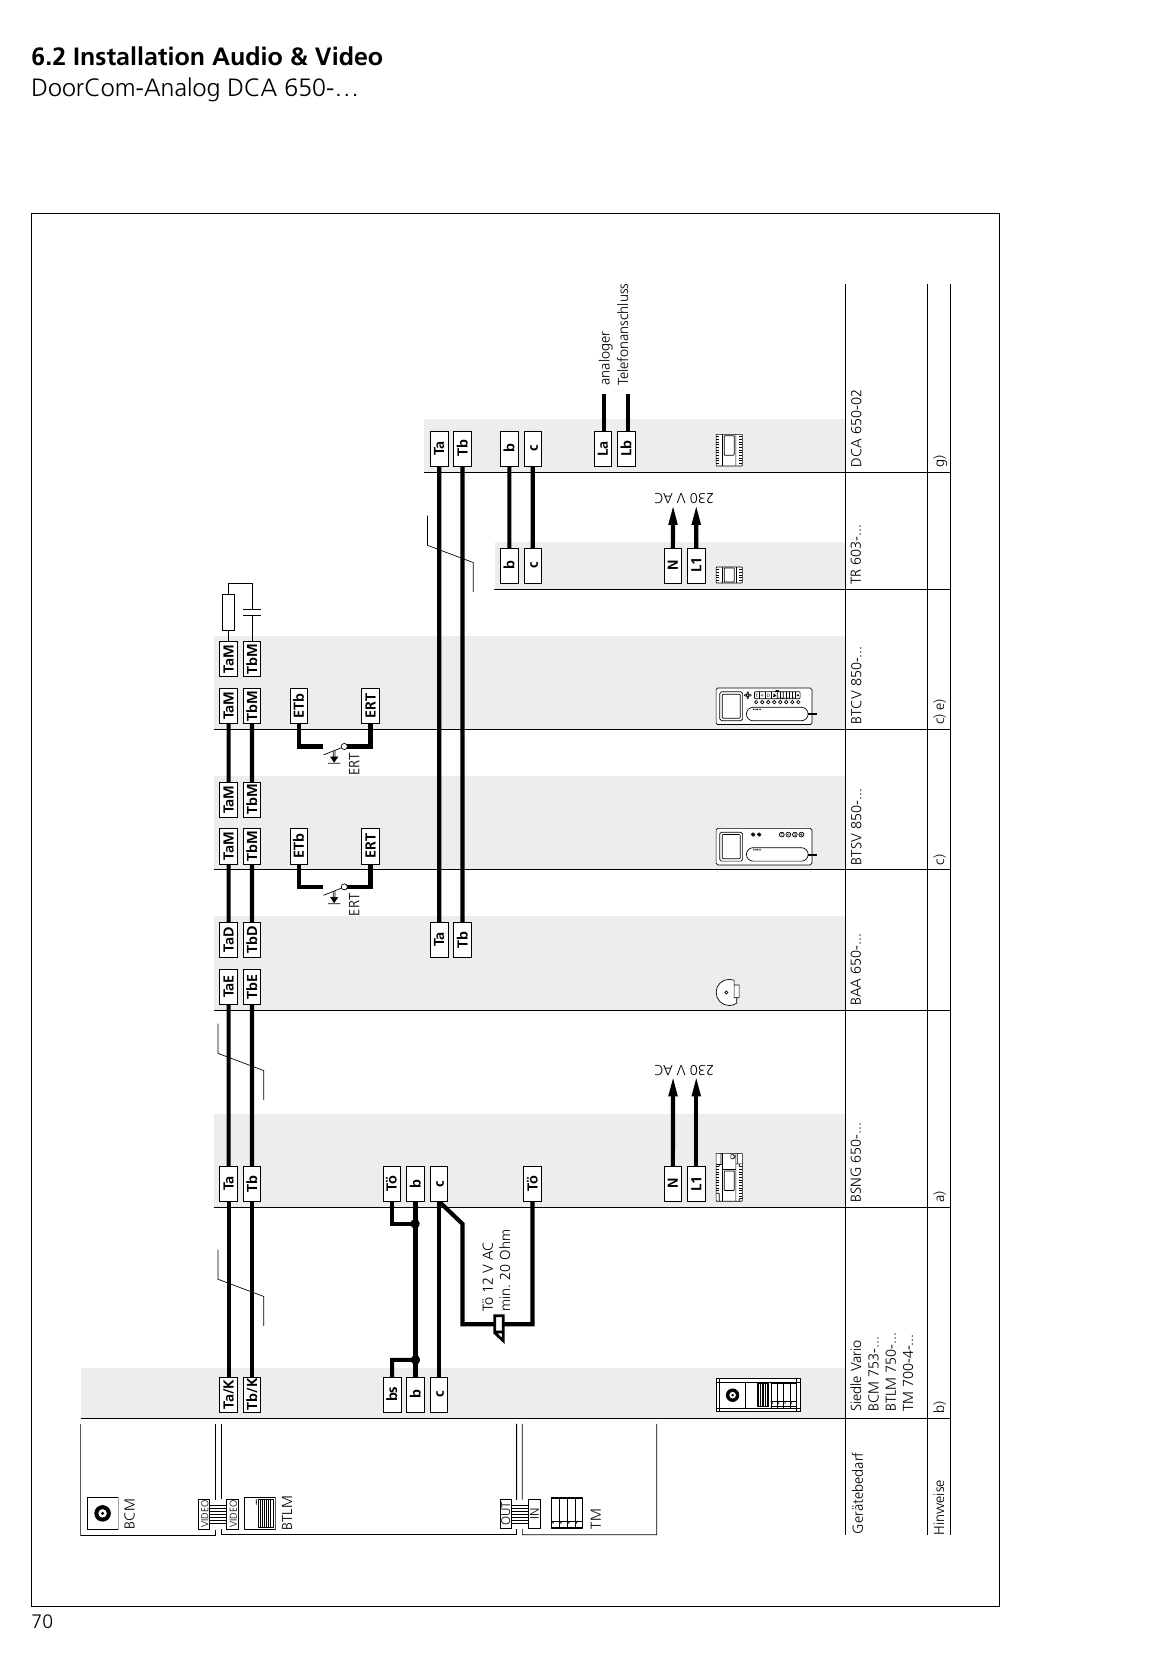 6.2 Installation Audio & Video
DoorCom-Analog DCA 650-…
BCM
VIDEO
VIDEO
BTLM
OUT
IN
TM
Gerätebedarf
Hinweise
Ta/K
Tb/K
bs
b
c
Siedle Vario
BCM 753-…
BTLM 750-…
TM 700-4-…
b)
Tö 12 V AC
min. 20 Ohm
Ta
Tb
Tö
b
c
Tö
N
L1
230 V AC
BSNG 650-…
a)
TaE
TbE
TaD
TbD
Ta
Tb
BAA 650-…
ERT
TaM
TbM
ETb
ERT
TaM
TbM
BTSV 850-…
c)
ERT
TaM
TbM
ETb
ERT
TaM
TbM
BTCV 850-…
c) e)
b
c
N
L1
230 V AC
TR 603-…
Ta
Tb
b
c
La
Lb
analoger
Telefonanschluss
DCA 650-02
g)
70